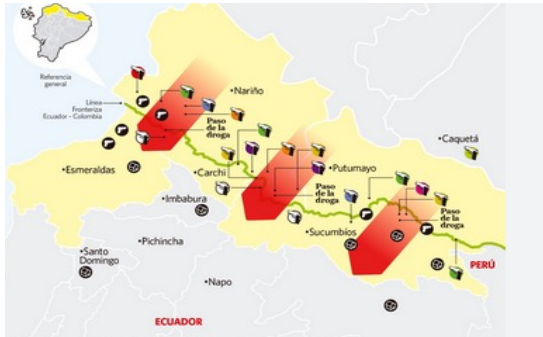 Referencia
general
Línea
Fronteriza
Ecuador - Colombia
•Nariño
Paso
de la
droga
•Caquetá
•Esmeraldas
•Carchi
•Putumayo
Paso
de la
droga
•Imbabura
Paso
de la
droga
•Sucumbios
•Pichincha
•Santo
Domingo
PERÚ
•Napo
ECUADOR